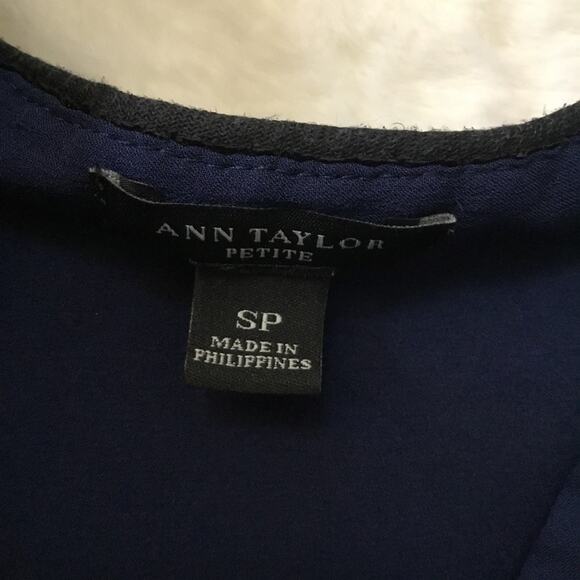 ANN TAYLOR
PETITE
SP
MADE IN
PHILIPPINES